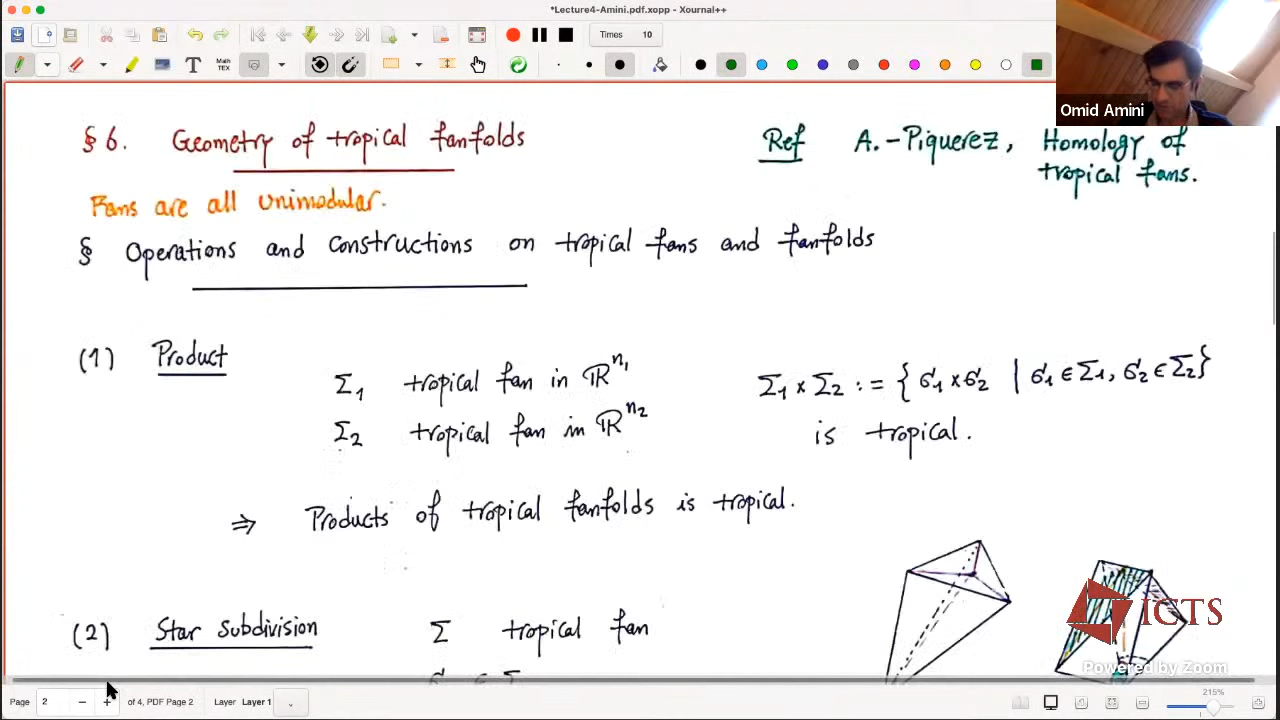 *Lecture4-Amini.pdf.xopp - Xournal++
Times 10
Math TEX
Omid Amini
§ 6. Geometry of tropical fanfolds
Ref A.-Piquerez, Homology of tropical fans.
Fans are all unimodular.
§ Operations and constructions on tropical fans and fanfolds
(1) Product
Σ₁ tropical fan in ℝ^n₁
Σ₂ tropical fan in ℝ^n₂
Σ₁ × Σ₂ := { σ₁ × σ₂ | σ₁ ∈ Σ₁, σ₂ ∈ Σ₂ }
is tropical.
⇒ Products of tropical fanfolds is tropical.
(2) Star subdivision Σ tropical fan
ICTS
Powered by Zoom
Page 2 − + of 4, PDF Page 2 Layer Layer 1 215%